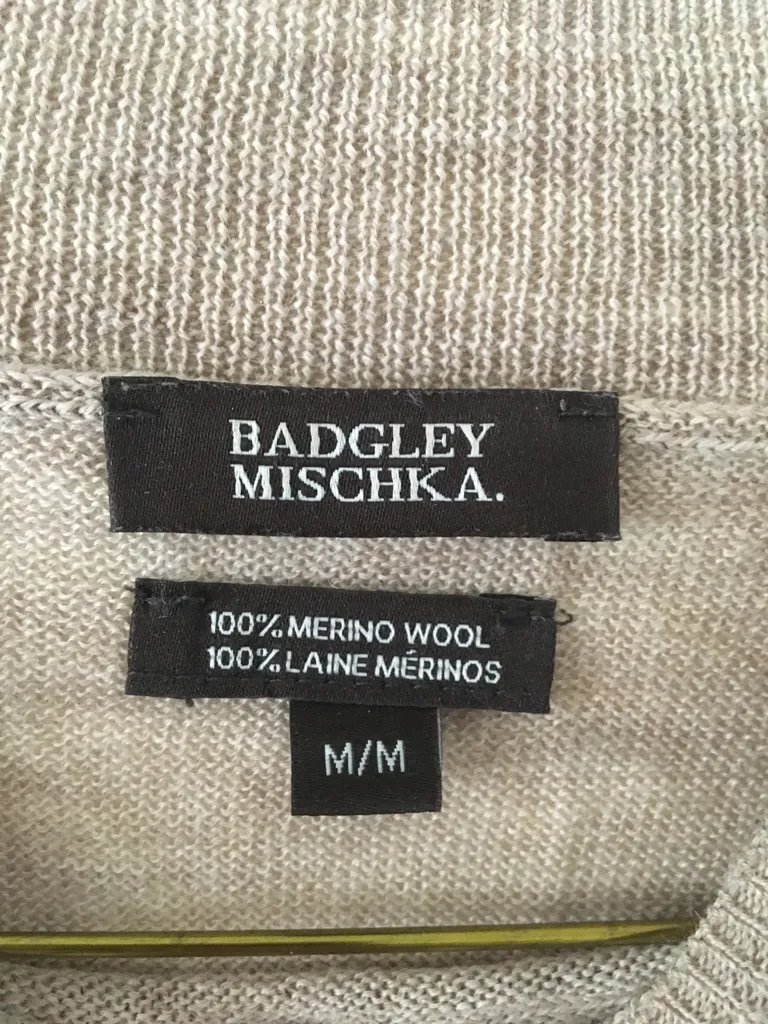 BADGLEY
MISCHKA.
100% MERINO WOOL
100% LAINE MÉRINOS
M/M